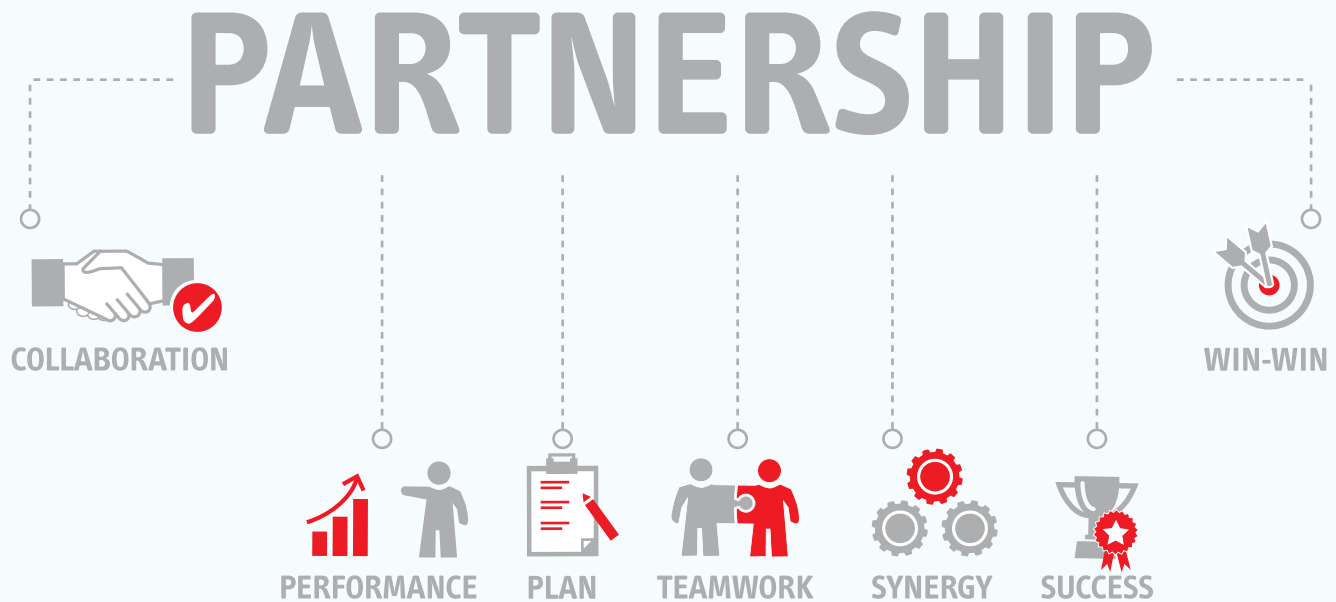 PARTNERSHIP
COLLABORATION
WIN-WIN
PERFORMANCE
PLAN
TEAMWORK
SYNERGY
SUCCESS